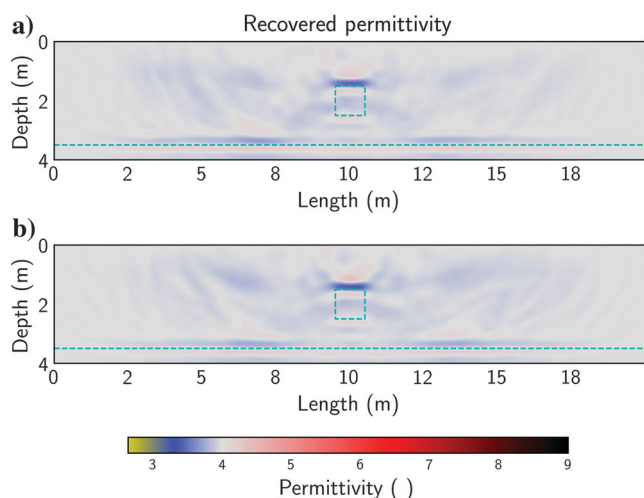 a) Recovered permittivity
0
2
4
Depth (m)
0 2 5 8 10 12 15 18
Length (m)
b)
0
2
4
Depth (m)
0 2 5 8 10 12 15 18
Length (m)
3 4 5 6 7 8 9
Permittivity ( )